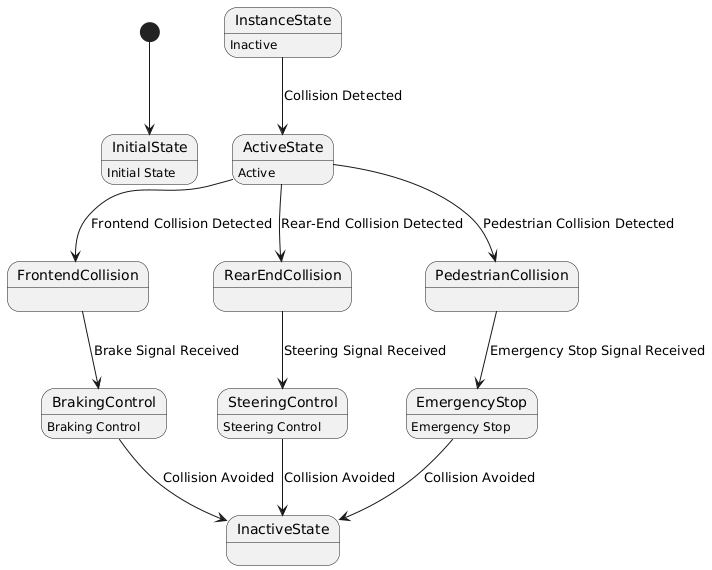 InstanceState
Inactive
Collision Detected
InitialState
Initial State
ActiveState
Active
Frontend Collision Detected
Rear-End Collision Detected
Pedestrian Collision Detected
FrontendCollision
RearEndCollision
PedestrianCollision
Brake Signal Received
Steering Signal Received
Emergency Stop Signal Received
BrakingControl
Braking Control
SteeringControl
Steering Control
EmergencyStop
Emergency Stop
Collision Avoided
Collision Avoided
Collision Avoided
InactiveState